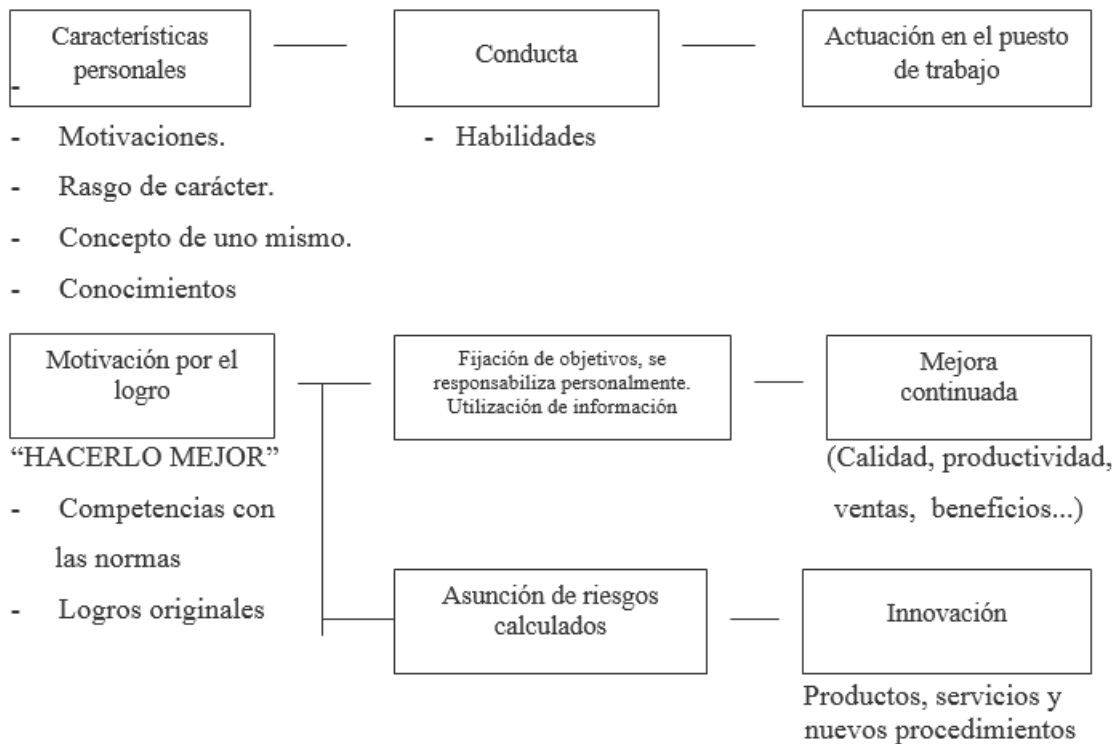 Características
personales
Conducta
Actuación en el puesto
de trabajo
-
- Motivaciones.
- Rasgo de carácter.
- Concepto de uno mismo.
- Conocimientos
- Habilidades
Motivación por el
logro
Fijación de objetivos, se
responsabiliza personalmente.
Utilización de información
Mejora
continuada
“HACERLO MEJOR”
- Competencias con
las normas
- Logros originales
(Calidad, productividad,
ventas, beneficios...)
Asunción de riesgos
calculados
Innovación
Productos, servicios y
nuevos procedimientos